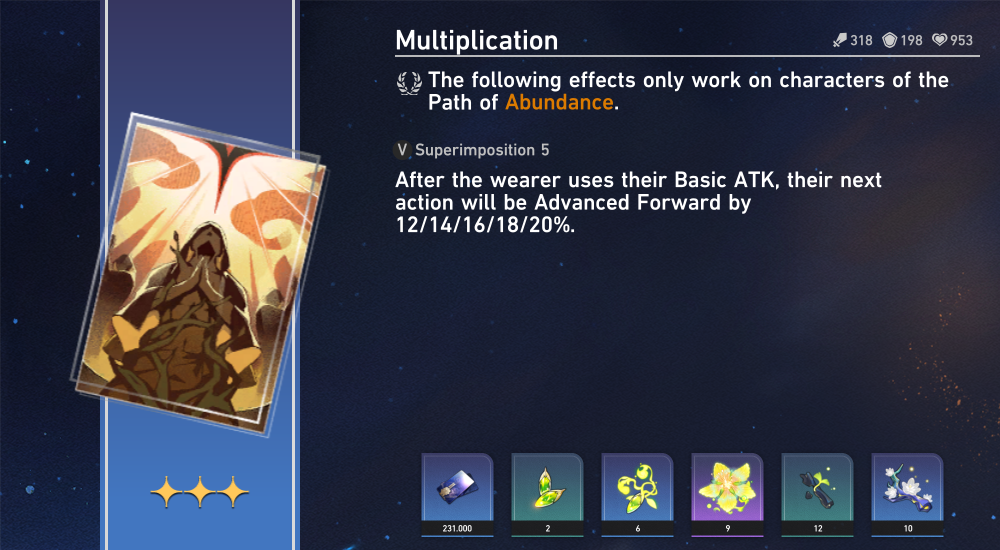 Multiplication
318 198 953
The following effects only work on characters of the
Path of Abundance.
V Superimposition 5
After the wearer uses their Basic ATK, their next
action will be Advanced Forward by
12/14/16/18/20%.
231.000 2 6 9 12 10